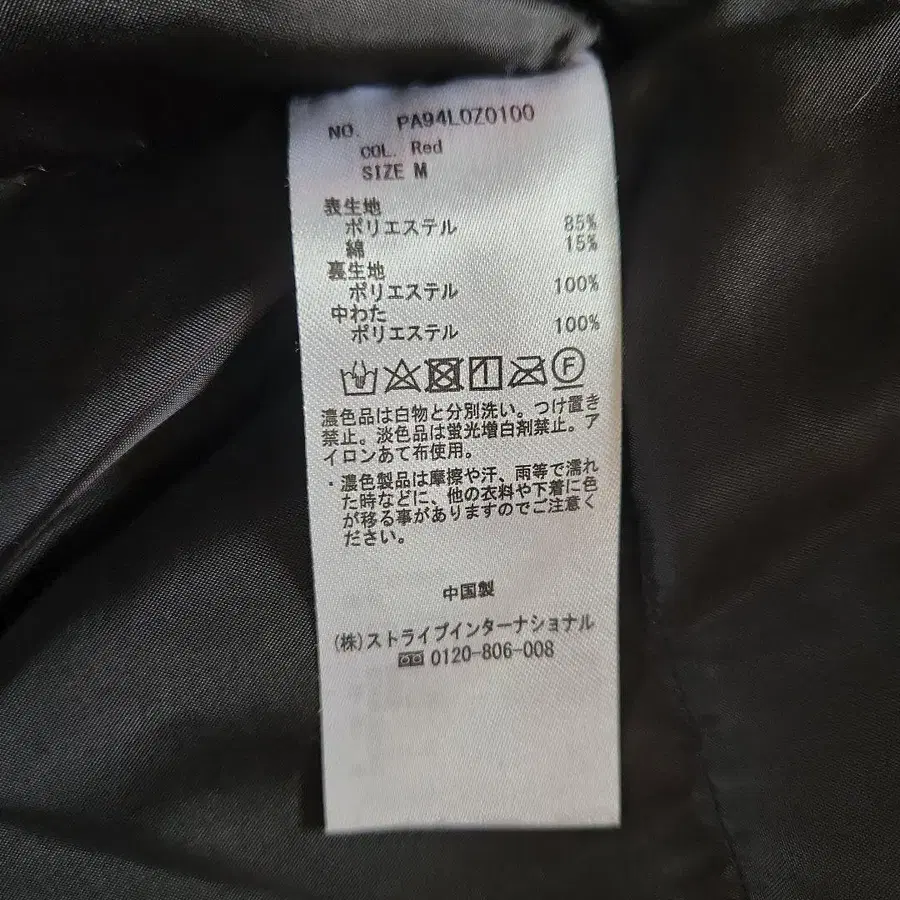 NO. PA94L0Z0100
COL. Red
SIZE M
表生地
ポリエステル 85%
綿 15%
裏生地
ポリエステル 100%
中わた
ポリエステル 100%
F
濃色品は白物と分別洗い。つけ置き
禁止。淡色品は蛍光増白剤禁止。ア
イロンあて布使用。
・濃色製品は摩擦や汗、雨等で濡れ
た時などに、他の衣料や下着に色
が移る事がありますのでご注意く
ださい。
中国製
(株)ストライプインターナショナル
0120-806-008